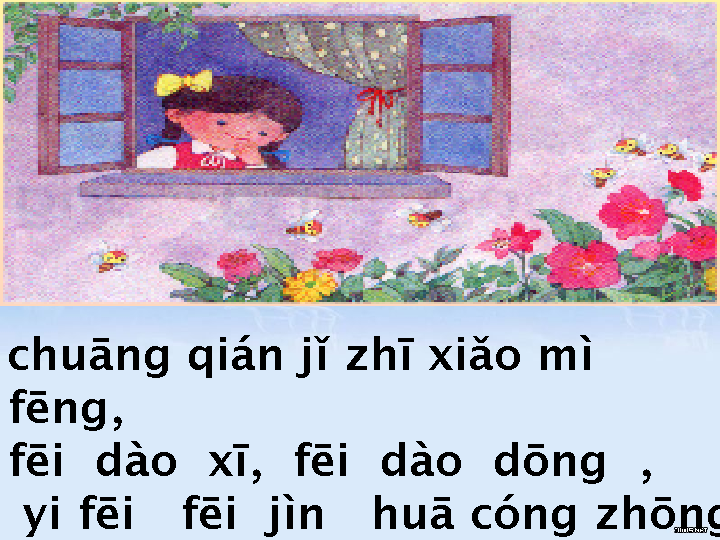 chuāng qián jǐ zhī xiǎo mì
fēng,
fēi dào xī, fēi dào dōng ,
yi fēi fēi jìn huā cóng zhōng